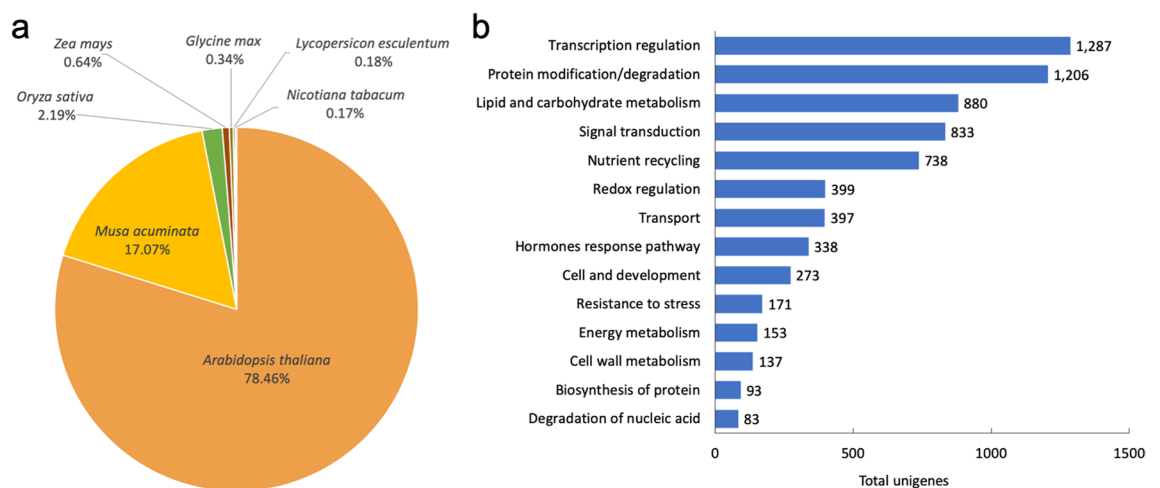 a
Zea mays
0.64%
Glycine max
0.34%
Lycopersicon esculentum
0.18%
Oryza sativa
2.19%
Nicotiana tabacum
0.17%
Musa acuminata
17.07%
Arabidopsis thaliana
78.46%
b
Transcription regulation 1,287
Protein modification/degradation 1,206
Lipid and carbohydrate metabolism 880
Signal transduction 833
Nutrient recycling 738
Redox regulation 399
Transport 397
Hormones response pathway 338
Cell and development 273
Resistance to stress 171
Energy metabolism 153
Cell wall metabolism 137
Biosynthesis of protein 93
Degradation of nucleic acid 83
0 500 1000 1500
Total unigenes